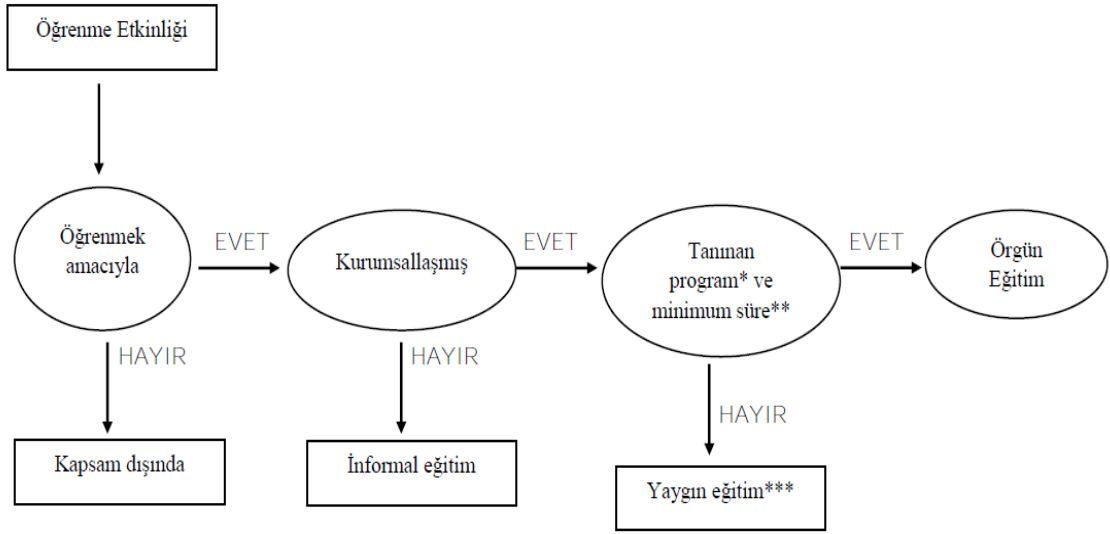 Öğrenme Etkinliği
Öğrenmek
amacıyla
EVET
Kurumsallaşmış
EVET
Tanınan
program* ve
minimum süre**
EVET
Örgün
Eğitim
HAYIR
HAYIR
HAYIR
Kapsam dışında
İnformal eğitim
Yaygın eğitim***